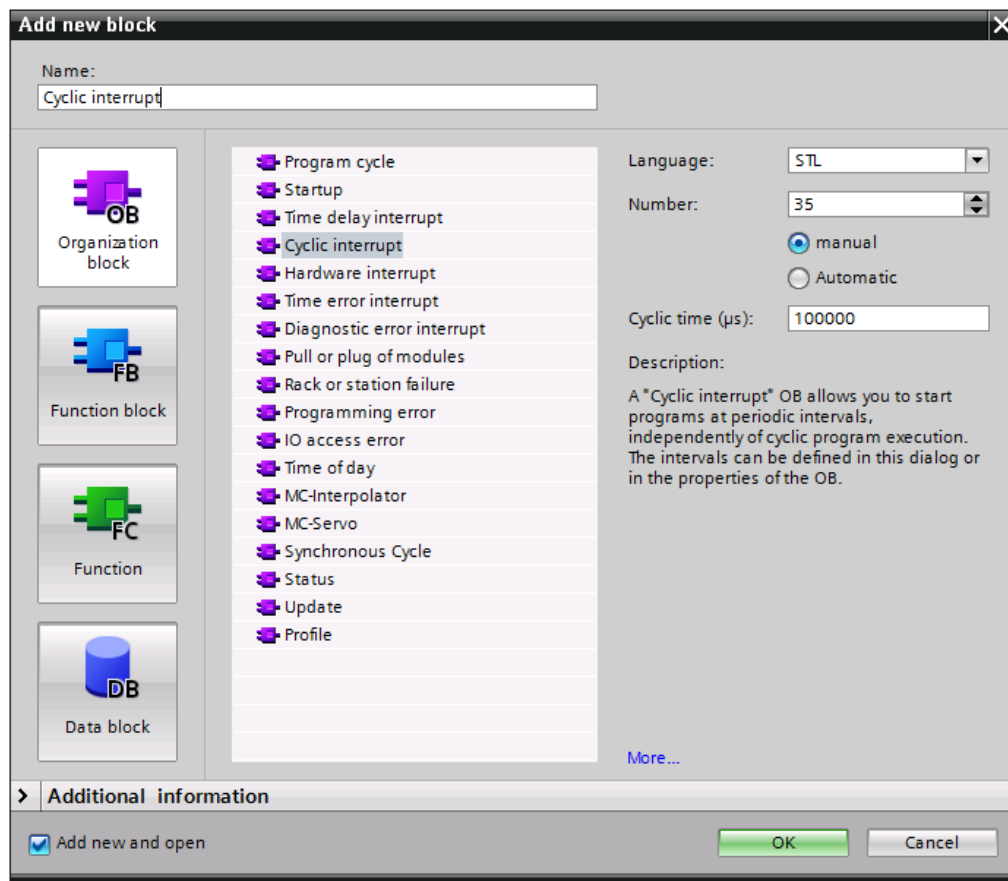 Add new block
Name:
Cyclic interrupt
OB
Organization
block
FB
Function block
FC
Function
DB
Data block
Program cycle
Startup
Time delay interrupt
Cyclic interrupt
Hardware interrupt
Time error interrupt
Diagnostic error interrupt
Pull or plug of modules
Rack or station failure
Programming error
IO access error
Time of day
MC-Interpolator
MC-Servo
Synchronous Cycle
Status
Update
Profile
Language: STL
Number: 35
manual
Automatic
Cyclic time (µs): 100000
Description:
A "Cyclic interrupt" OB allows you to start
programs at periodic intervals,
independently of cyclic program execution.
The intervals can be defined in this dialog or
in the properties of the OB.
More...
Additional information
Add new and open
OK
Cancel